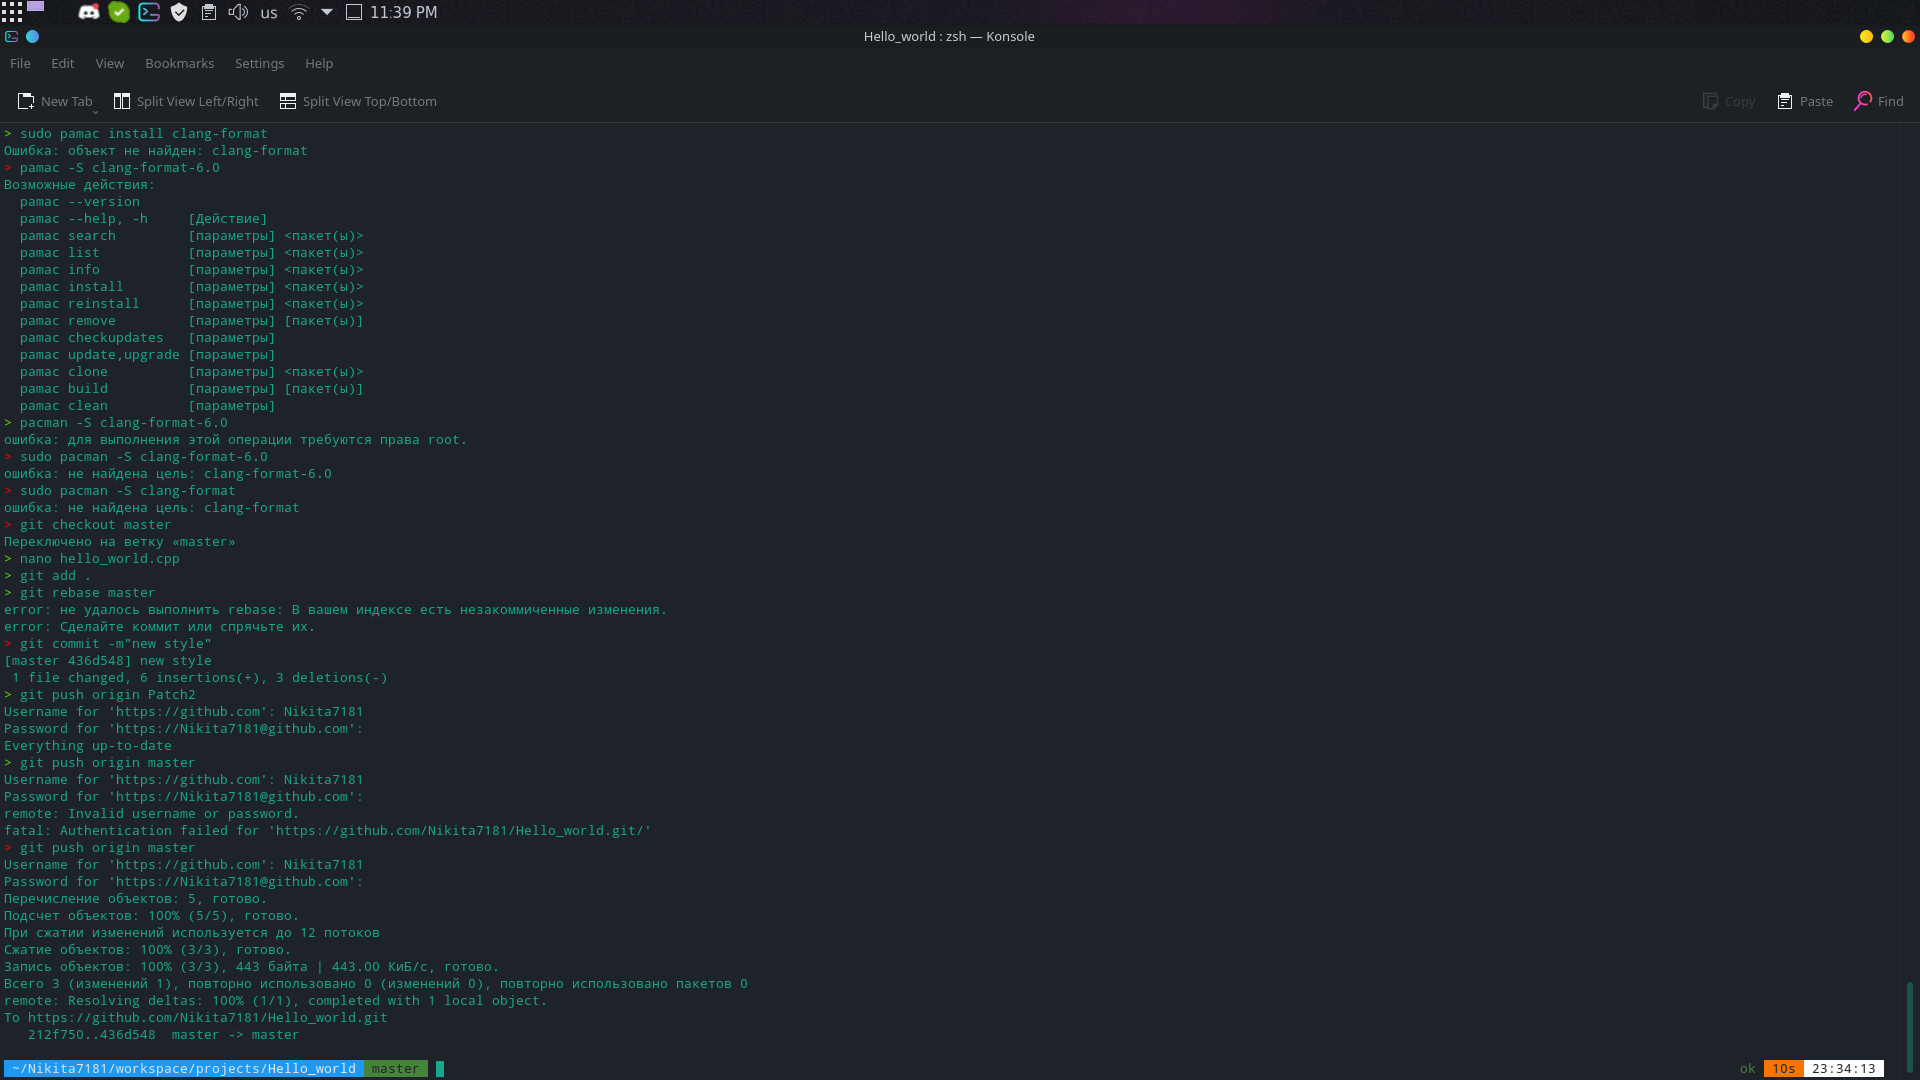 us 11:39 PM
Hello_world : zsh — Konsole
File Edit View Bookmarks Settings Help
New Tab Split View Left/Right Split View Top/Bottom Copy Paste Find
> sudo pamac install clang-format
Ошибка: объект не найден: clang-format
> pamac -S clang-format-6.0
Возможные действия:
pamac --version
pamac --help, -h [Действие]
pamac search [параметры] <пакет(ы)>
pamac list [параметры] <пакет(ы)>
pamac info [параметры] <пакет(ы)>
pamac install [параметры] <пакет(ы)>
pamac reinstall [параметры] <пакет(ы)>
pamac remove [параметры] [пакет(ы)]
pamac checkupdates [параметры]
pamac update,upgrade [параметры]
pamac clone [параметры] <пакет(ы)>
pamac build [параметры] [пакет(ы)]
pamac clean [параметры]
> pacman -S clang-format-6.0
ошибка: для выполнения этой операции требуются права root.
> sudo pacman -S clang-format-6.0
ошибка: не найдена цель: clang-format-6.0
> sudo pacman -S clang-format
ошибка: не найдена цель: clang-format
> git checkout master
Переключено на ветку «master»
> nano hello_world.cpp
> git add .
> git rebase master
error: не удалось выполнить rebase: В вашем индексе есть незакоммиченные изменения.
error: Сделайте коммит или спрячьте их.
> git commit -m"new style"
[master 436d548] new style
1 file changed, 6 insertions(+), 3 deletions(-)
> git push origin Patch2
Username for 'https://github.com': Nikita7181
Password for 'https://Nikita7181@github.com':
Everything up-to-date
> git push origin master
Username for 'https://github.com': Nikita7181
Password for 'https://Nikita7181@github.com':
remote: Invalid username or password.
fatal: Authentication failed for 'https://github.com/Nikita7181/Hello_world.git/'
> git push origin master
Username for 'https://github.com': Nikita7181
Password for 'https://Nikita7181@github.com':
Перечисление объектов: 5, готово.
Подсчет объектов: 100% (5/5), готово.
При сжатии изменений используется до 12 потоков
Сжатие объектов: 100% (3/3), готово.
Запись объектов: 100% (3/3), 443 байта | 443.00 КиБ/с, готово.
Всего 3 (изменений 1), повторно использовано 0 (изменений 0), повторно использовано пакетов 0
remote: Resolving deltas: 100% (1/1), completed with 1 local object.
To https://github.com/Nikita7181/Hello_world.git
212f750..436d548 master -> master
~/Nikita7181/workspace/projects/Hello_world master ok 10s 23:34:13